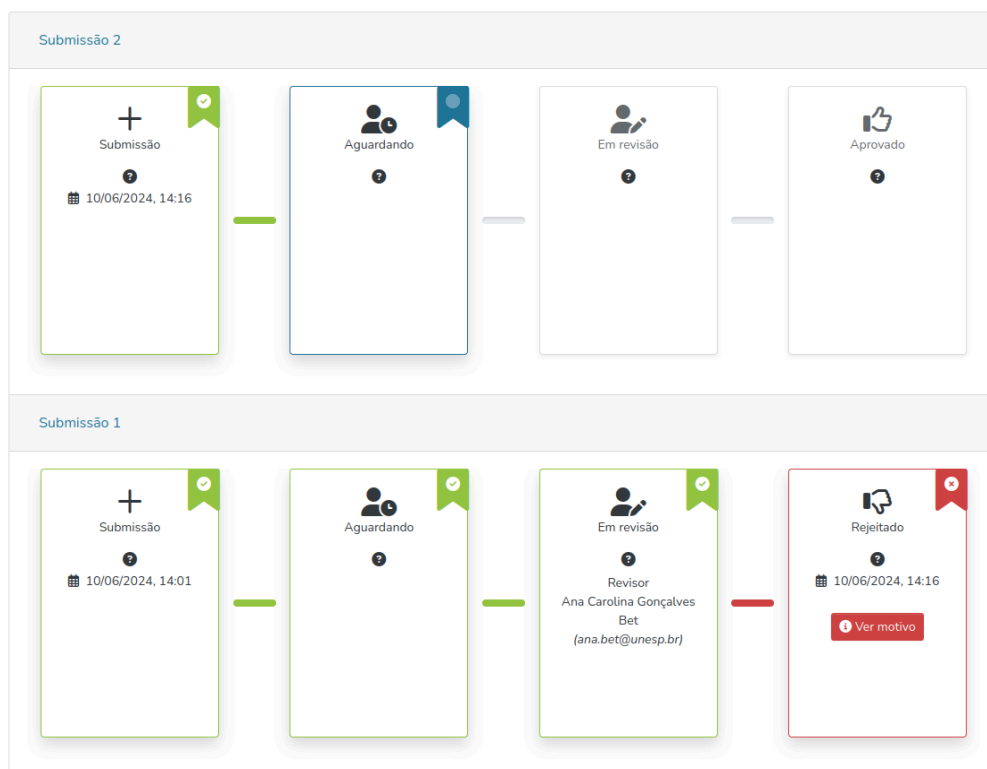 Submissão 2
Submissão
10/06/2024, 14:16
Aguardando
Em revisão
Aprovado
Submissão 1
Submissão
10/06/2024, 14:01
Aguardando
Em revisão
Revisor
Ana Carolina Gonçalves
Bet
(ana.bet@unesp.br)
Rejeitado
10/06/2024, 14:16
Ver motivo